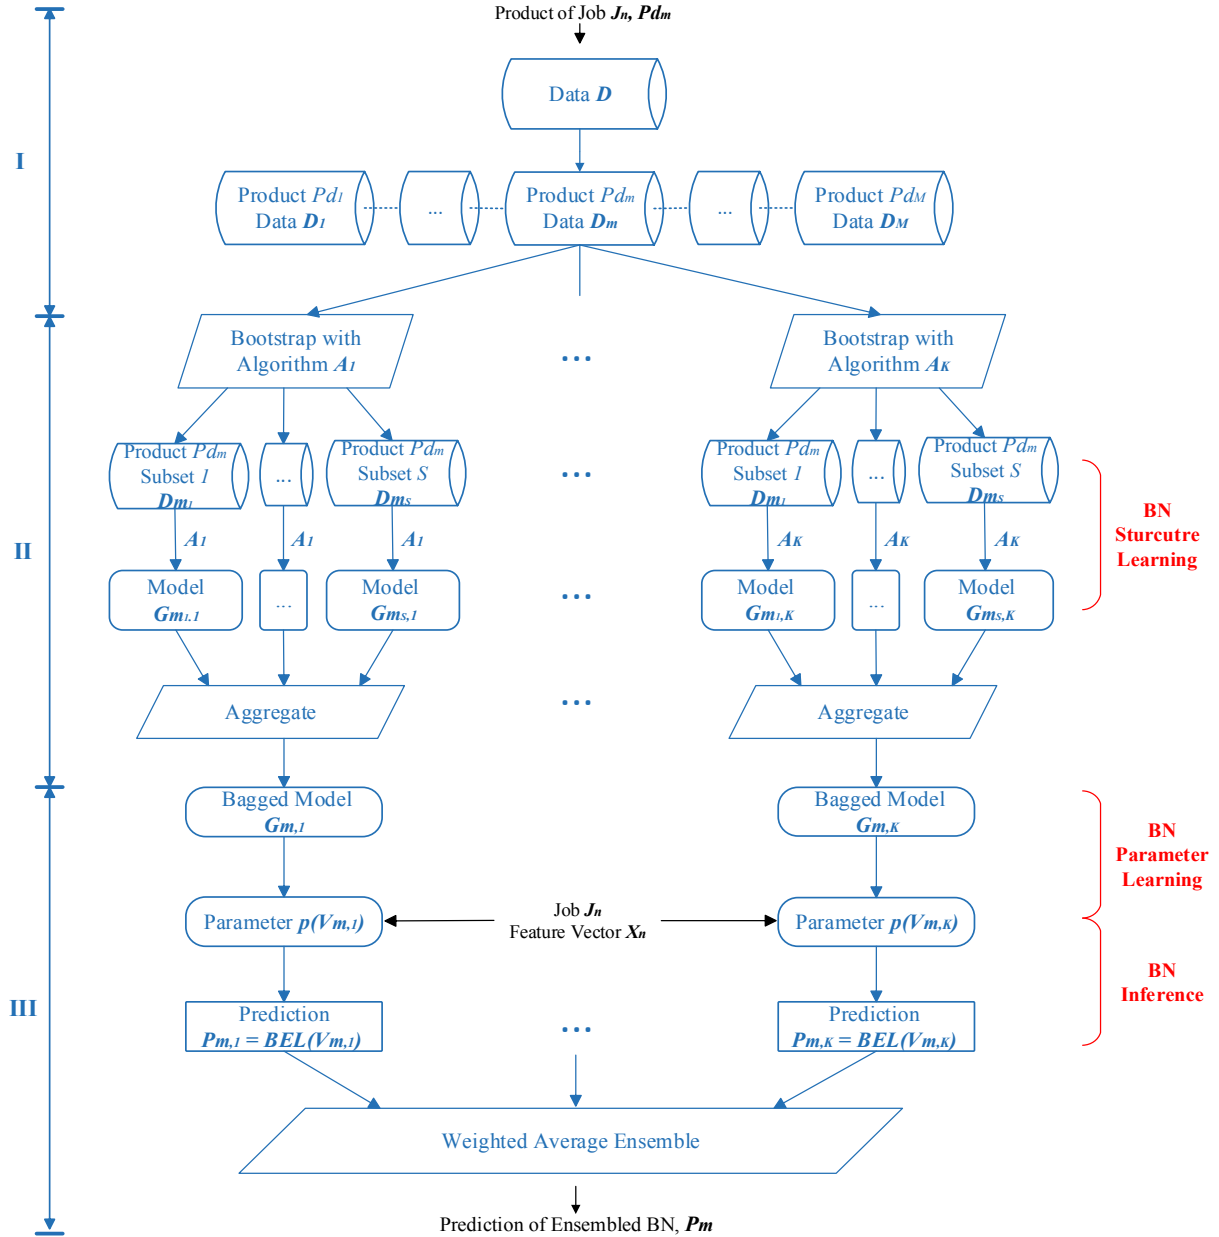 Product of Job Jn, Pdm
Data D
I
Product Pd1
Data D1
...
Product Pdm
Data Dm
...
Product PdM
Data DM
Bootstrap with
Algorithm A1
...
Bootstrap with
Algorithm AK
Product Pdm
Subset 1
Dm1
...
Product Pdm
Subset S
Dms
...
Product Pdm
Subset 1
Dm1
...
Product Pdm
Subset S
Dms
II
A1
A1
A1
AK
AK
AK
BN
Sturcutre
Learning
Model
Gm1,1
...
Model
Gms,1
...
Model
Gm1,K
...
Model
Gms,K
Aggregate
...
Aggregate
Bagged Model
Gm,1
Bagged Model
Gm,K
BN
Parameter
Learning
Parameter p(Vm,1)
Job Jn
Feature Vector Xn
Parameter p(Vm,K)
BN
Inference
III
Prediction
Pm,1 = BEL(Vm,1)
...
Prediction
Pm,K = BEL(Vm,K)
Weighted Average Ensemble
Prediction of Ensembled BN, Pm